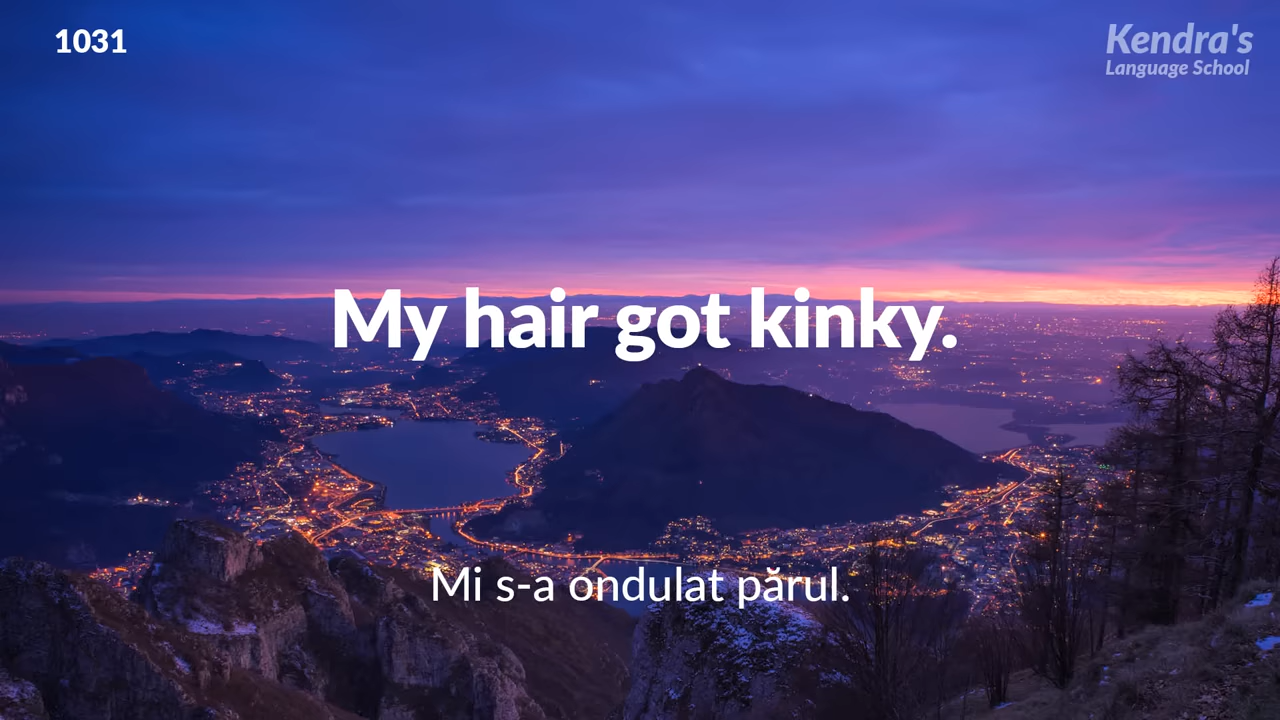 1031
Kendra's
Language School
My hair got kinky.
Mi s-a ondulat părul.